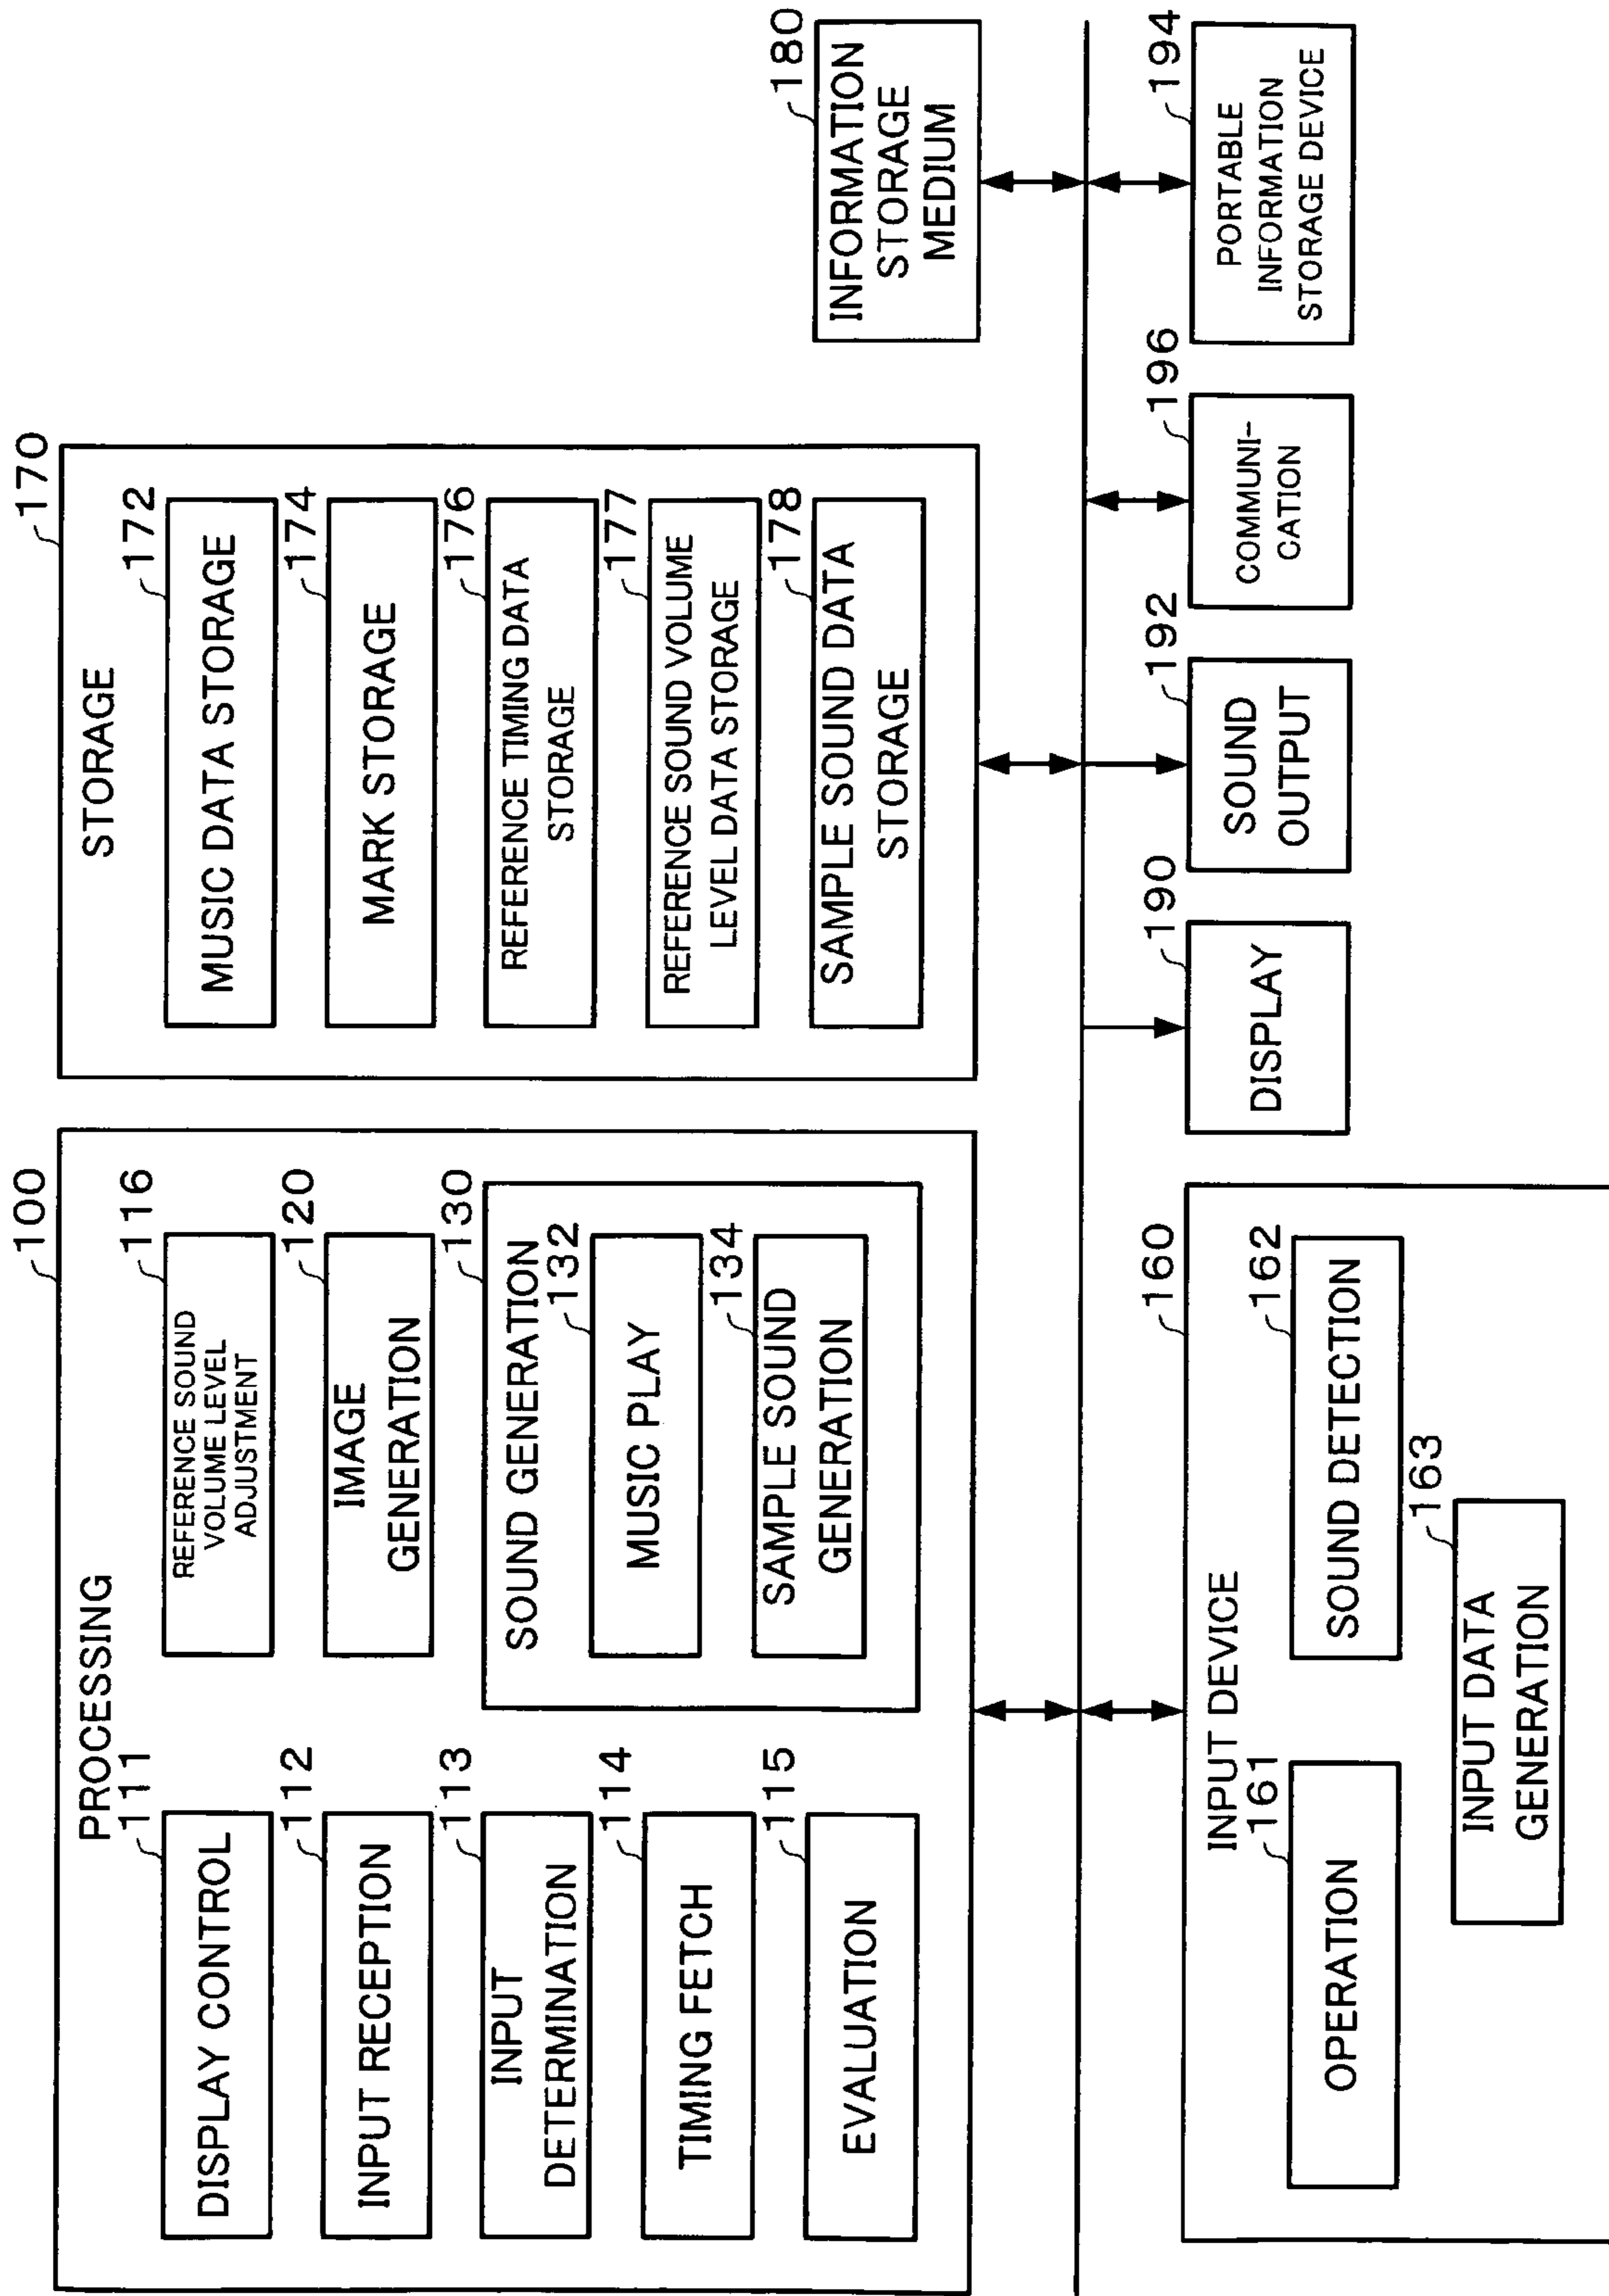 100
PROCESSING
111
DISPLAY CONTROL
112
INPUT RECEPTION
113
INPUT
DETERMINATION
114
TIMING FETCH
115
EVALUATION
116
REFERENCE SOUND
VOLUME LEVEL
ADJUSTMENT
120
IMAGE
GENERATION
130
SOUND GENERATION
132
MUSIC PLAY
134
SAMPLE SOUND
GENERATION
170
STORAGE
172
MUSIC DATA STORAGE
174
MARK STORAGE
176
REFERENCE TIMING DATA
STORAGE
177
REFERENCE SOUND VOLUME
LEVEL DATA STORAGE
178
SAMPLE SOUND DATA
STORAGE
180
INFORMATION
STORAGE
MEDIUM
160
INPUT DEVICE
161
OPERATION
162
SOUND DETECTION
163
INPUT DATA
GENERATION
190
DISPLAY
192
SOUND
OUTPUT
196
COMMUNI-
CATION
194
PORTABLE
INFORMATION
STORAGE DEVICE